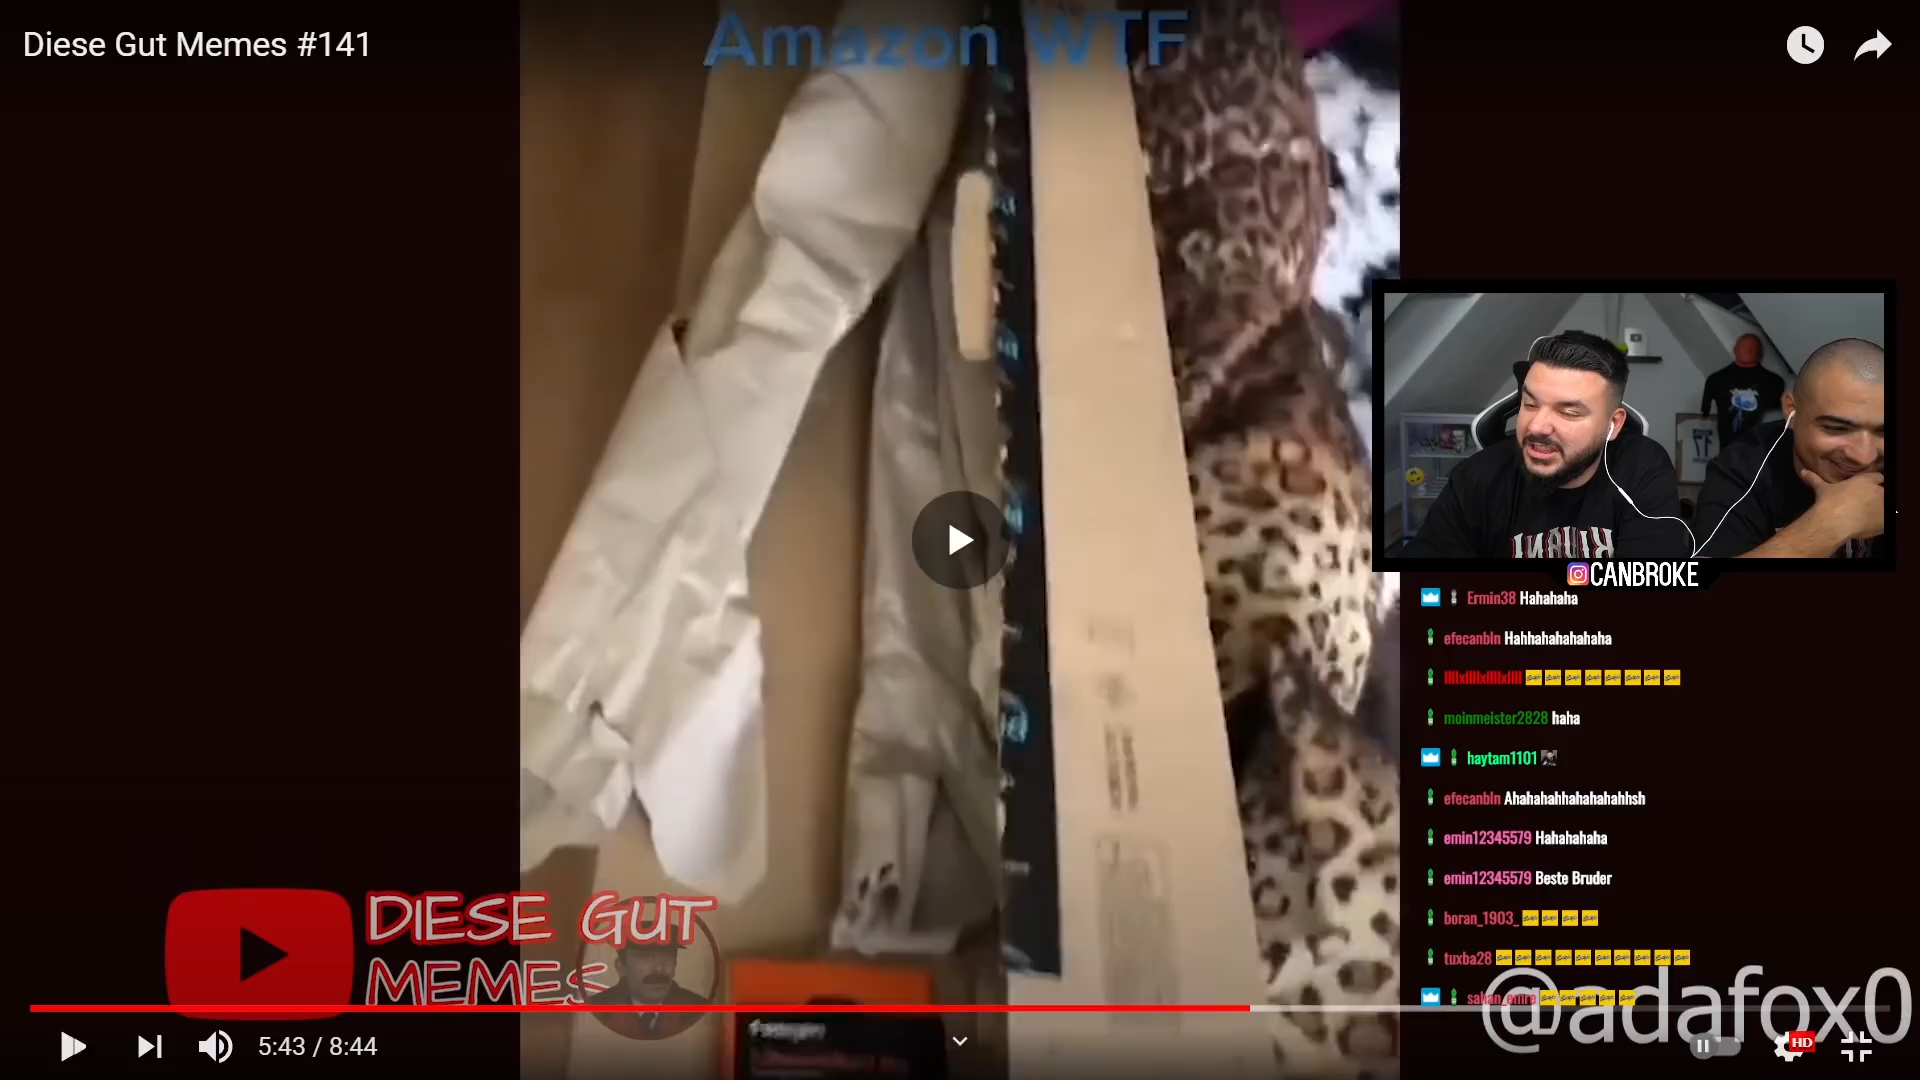 Diese Gut Memes #141
Amazon WTF
CANBROKE
Ermin38 Hahahaha
efecanbln Hahhahahahahaha
moinmeister2828 haha
haytam1101
efecanbln Ahahahahhahahahahhsh
emin12345579 Hahahahaha
emin12345579 Beste Bruder
boran_1903_
tuxba28
sahan_emre
DIESE GUT
MEMES
@adafox0
5:43 / 8:44
HD